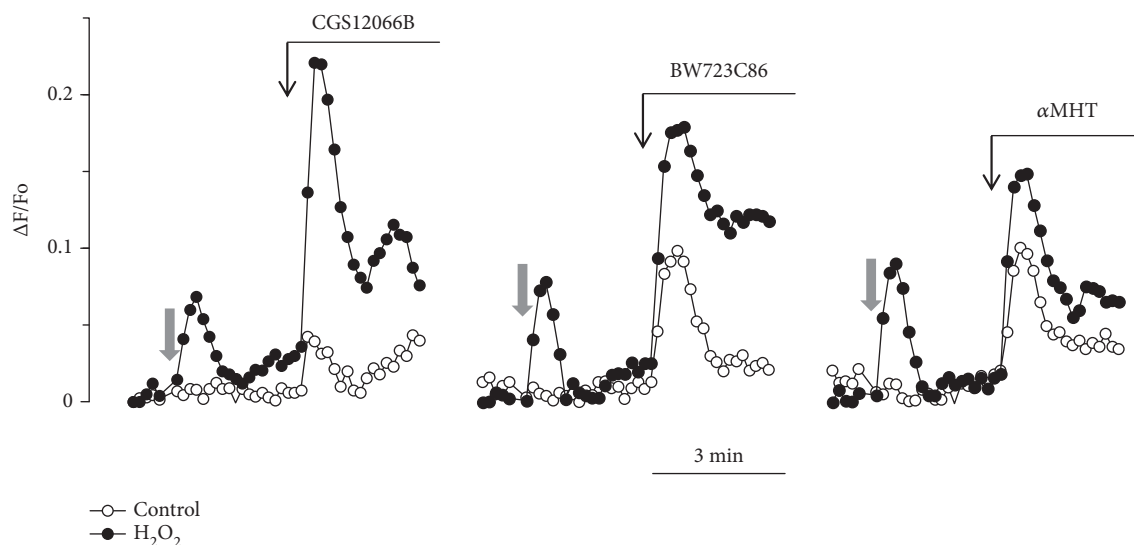 CGS12066B
BW723C86
αMHT
0.2
0.1
0
ΔF/Fo
3 min
Control
H₂O₂